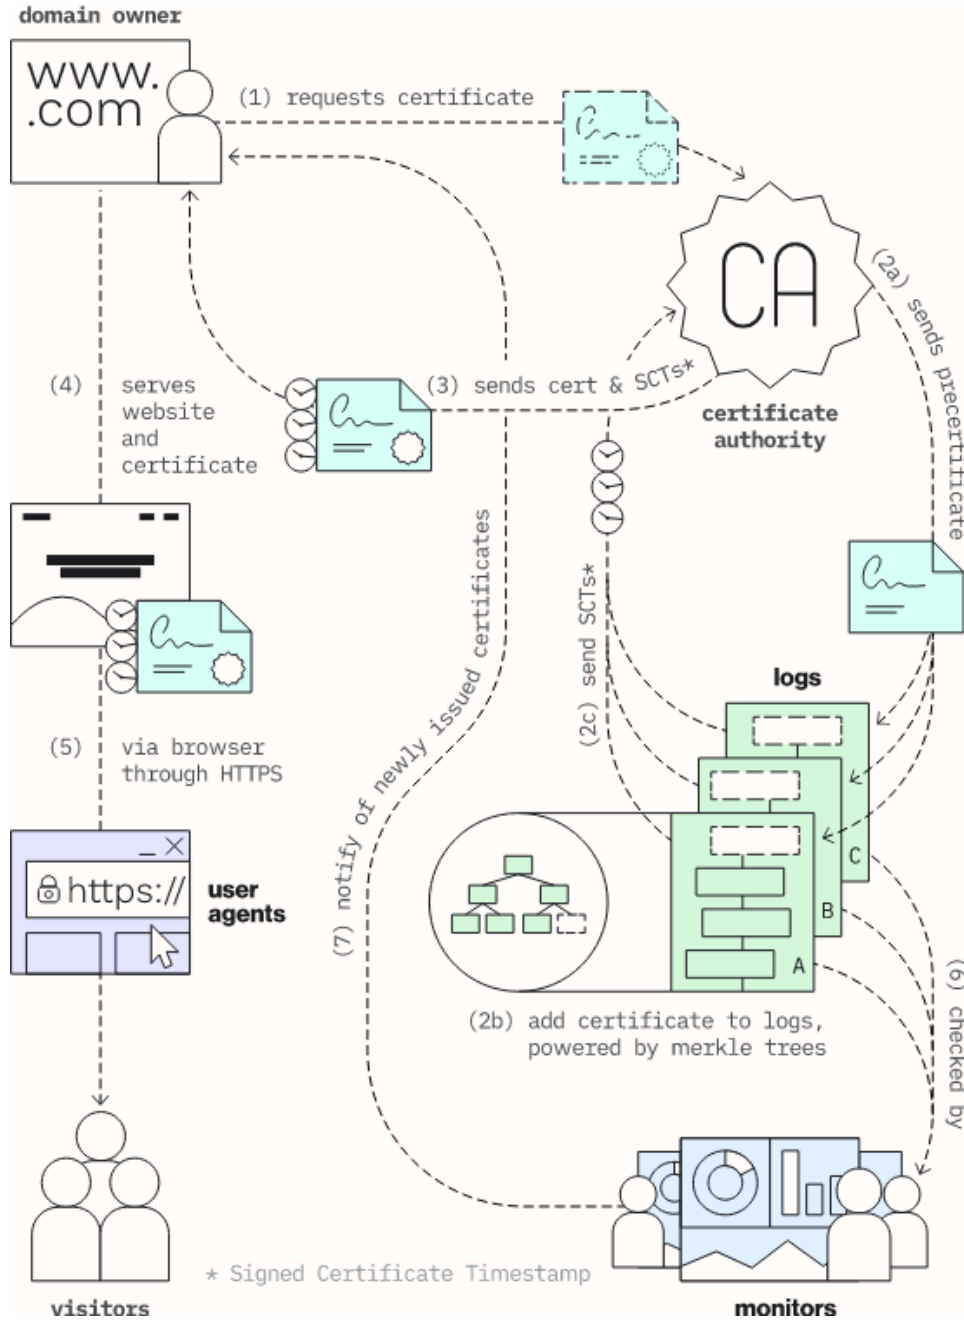 domain owner
www.
.com
(1) requests certificate
CA
certificate
authority
(2a) sends precertificate
(3) sends cert & SCTs*
(4) serves
website
and
certificate
(2c) send SCTs*
logs
C
B
A
(2b) add certificate to logs,
powered by merkle trees
(5) via browser
through HTTPS
https://
user
agents
(7) notify of newly issued certificates
(6) checked by
* Signed Certificate Timestamp
visitors
monitors